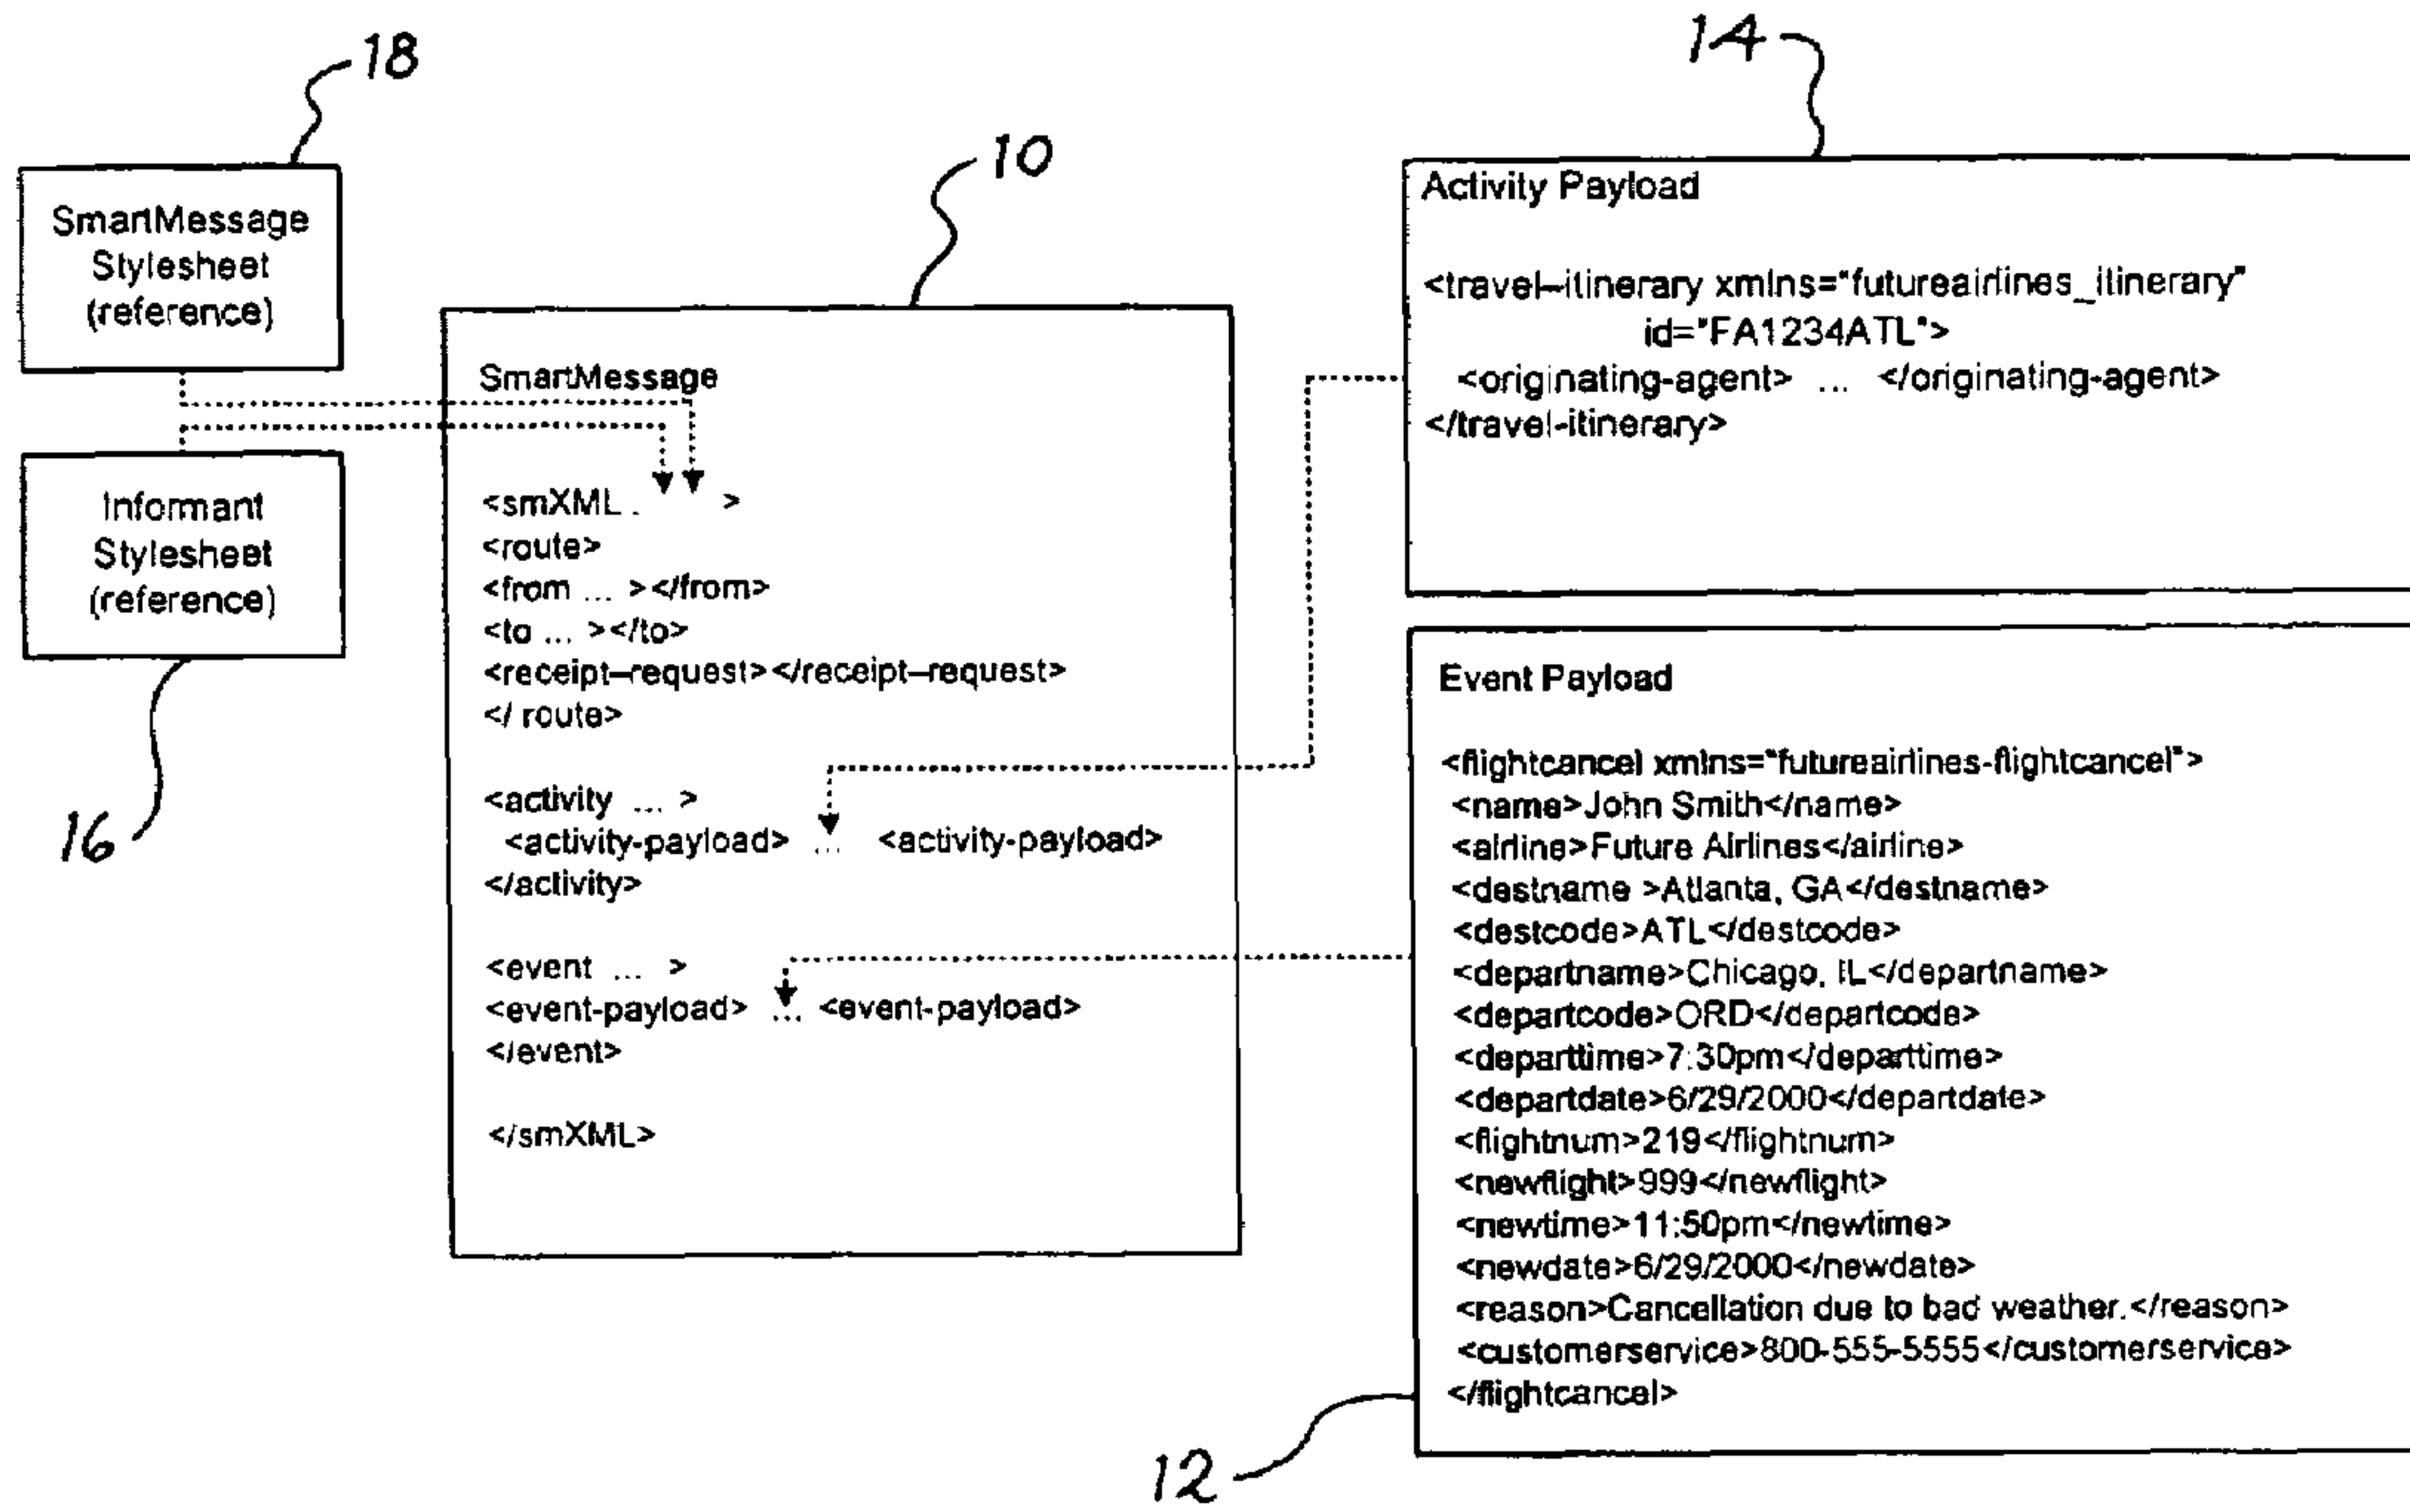 18
SmartMessage
Stylesheet
(reference)
Informant
Stylesheet
(reference)
16
10
SmartMessage
<smXML . >
<route>
<from ... ></from>
<to ... ></to>
<receipt–request></receipt–request>
</ route>
<activity ... >
<activity-payload> ... <activity-payload>
</activity>
<event ... >
<event-payload> ... <event-payload>
</event>
</smXML>
14
Activity Payload
<travel–itinerary xmlns="futureairlines_itinerary"
id="FA1234ATL">
<originating-agent> ... </originating-agent>
</travel-itinerary>
Event Payload
<flightcancel xmlns="futureairlines-flightcancel">
<name>John Smith</name>
<airline>Future Airlines</airline>
<destname >Atlanta, GA</destname>
<destcode>ATL</destcode>
<departname>Chicago, IL</departname>
<departcode>ORD</departcode>
<departtime>7:30pm</departtime>
<departdate>6/29/2000</departdate>
<flightnum>219</flightnum>
<newflight>999</newflight>
<newtime>11:50pm</newtime>
<newdate>6/29/2000</newdate>
<reason>Cancellation due to bad weather.</reason>
<customerservice>800-555-5555</customerservice>
</flightcancel>
12